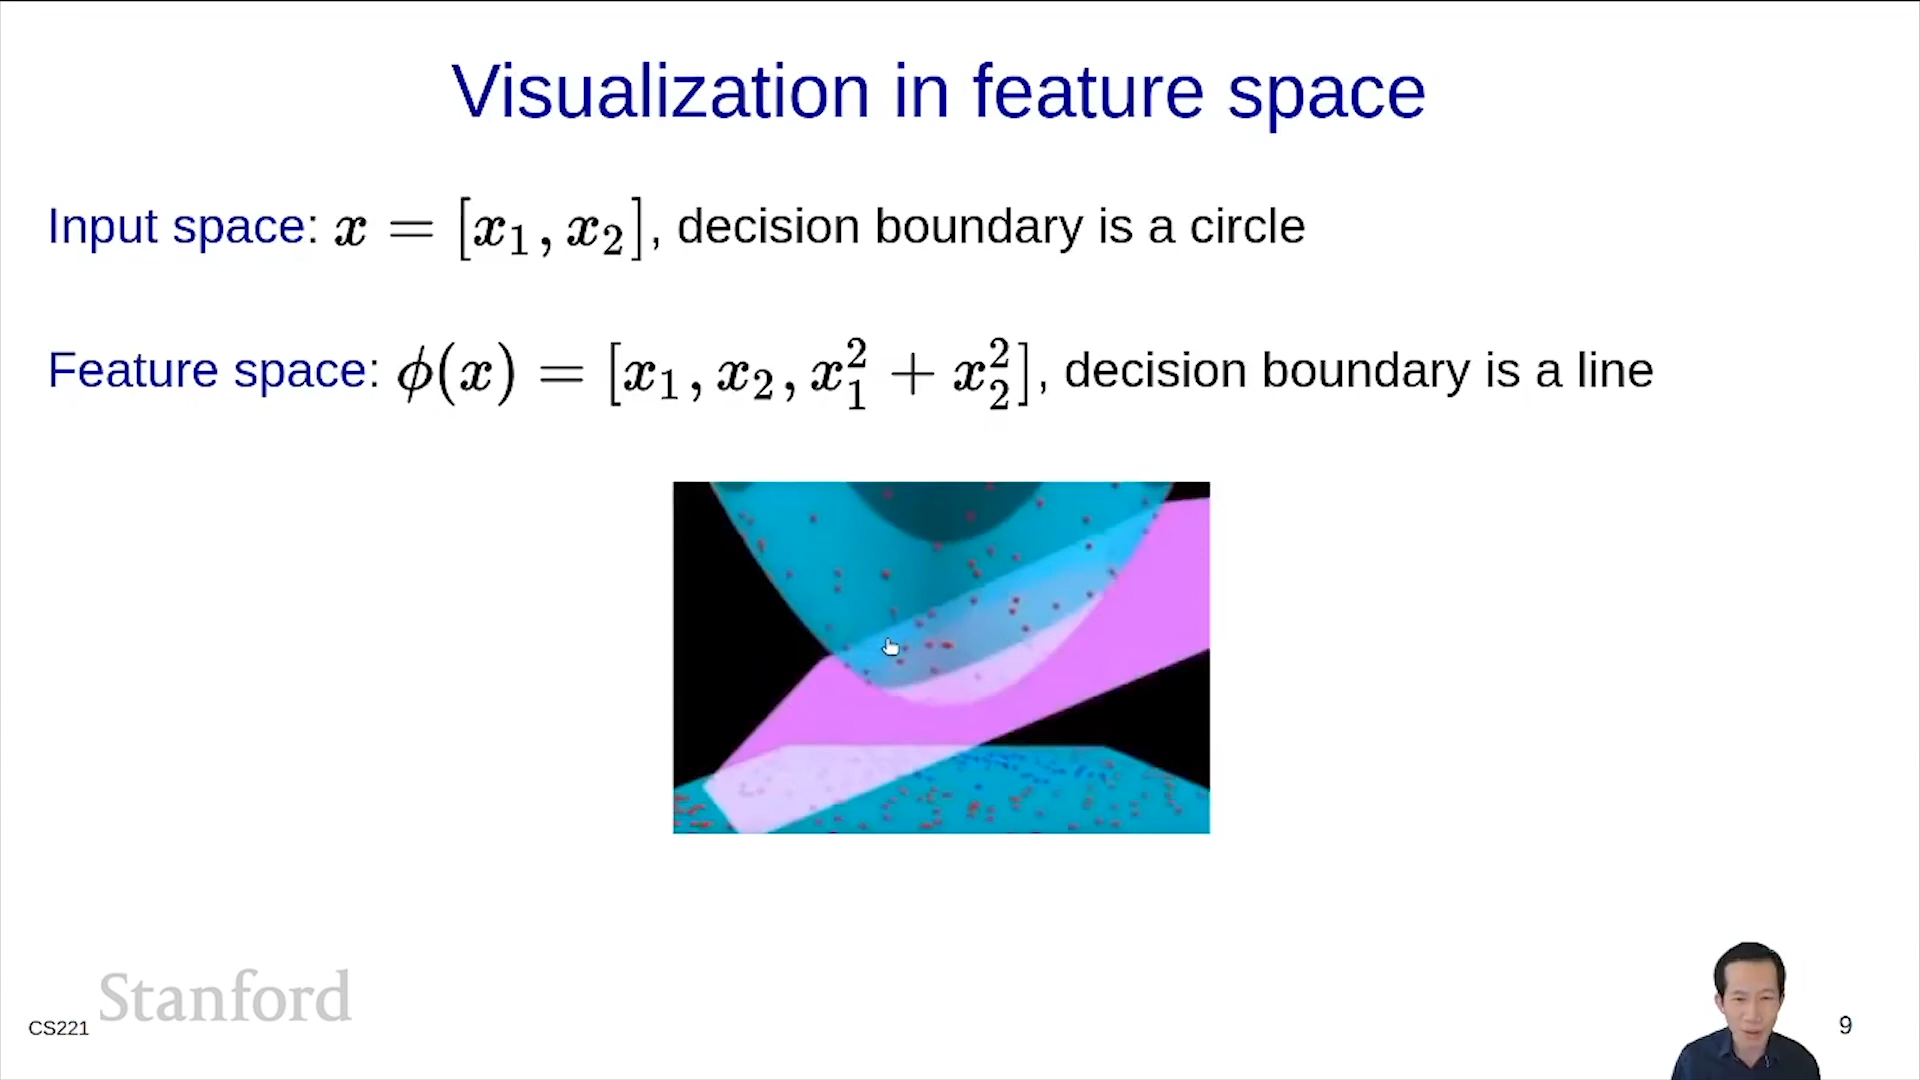 Visualization in feature space
Input space: x = [x₁, x₂], decision boundary is a circle
Feature space: ϕ(x) = [x₁, x₂, x₁² + x₂²], decision boundary is a line
Stanford
CS221
9